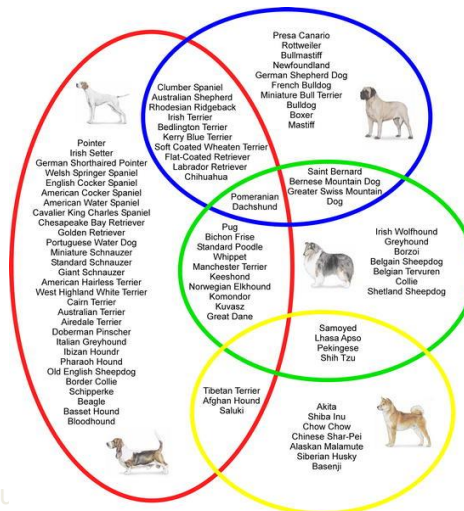 Presa Canario
Rottweiler
Bullmastiff
Newfoundland
German Shepherd Dog
French Bulldog
Miniature Bull Terrier
Bulldog
Boxer
Mastiff
Clumber Spaniel
Australian Shepherd
Rhodesian Ridgeback
Irish Terrier
Bedlington Terrier
Kerry Blue Terrier
Soft Coated Wheaten Terrier
Flat-Coated Retriever
Labrador Retriever
Chihuahua
Pointer
Irish Setter
German Shorthaired Pointer
Welsh Springer Spaniel
English Cocker Spaniel
American Cocker Spaniel
American Water Spaniel
Cavalier King Charles Spaniel
Chesapeake Bay Retriever
Golden Retriever
Portuguese Water Dog
Miniature Schnauzer
Standard Schnauzer
Giant Schnauzer
American Hairless Terrier
West Highland White Terrier
Cairn Terrier
Australian Terrier
Airedale Terrier
Doberman Pinscher
Italian Greyhound
Ibizan Houndr
Pharaoh Hound
Old English Sheepdog
Border Collie
Schipperke
Beagle
Basset Hound
Bloodhound
Pomeranian
Dachshund
Saint Bernard
Bernese Mountain Dog
Greater Swiss Mountain
Dog
Pug
Bichon Frise
Standard Poodle
Whippet
Manchester Terrier
Keeshond
Norwegian Elkhound
Komondor
Kuvasz
Great Dane
Irish Wolfhound
Greyhound
Borzoi
Belgain Sheepdog
Belgian Tervuren
Collie
Shetland Sheepdog
Samoyed
Lhasa Apso
Pekingese
Shih Tzu
Tibetan Terrier
Afghan Hound
Saluki
Akita
Shiba Inu
Chow Chow
Chinese Shar-Pei
Alaskan Malamute
Siberian Husky
Basenji